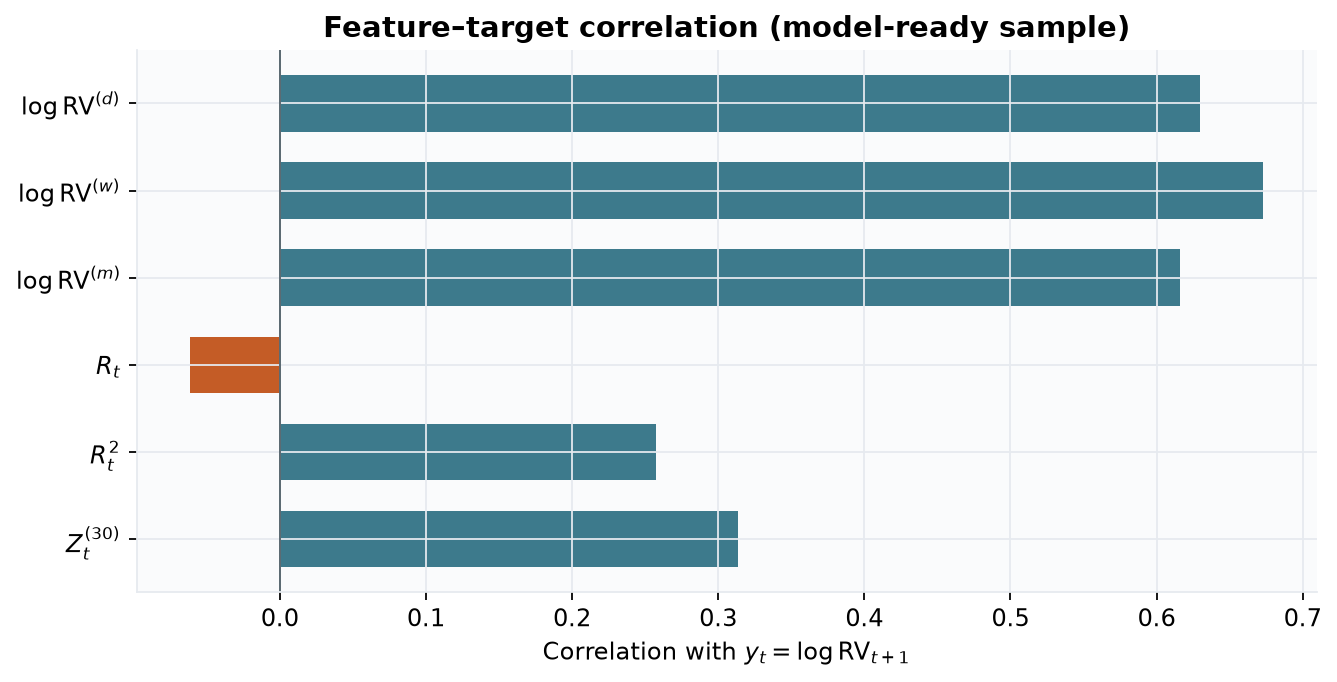 Feature–target correlation (model-ready sample)
log RV^(d)
log RV^(w)
log RV^(m)
R_t
R_t^2
Z_t^(30)
0.0 0.1 0.2 0.3 0.4 0.5 0.6 0.7
Correlation with y_t = log RV_{t+1}